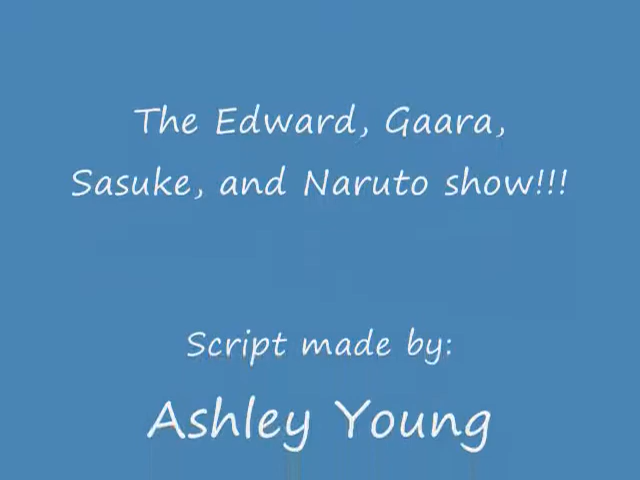 The Edward, Gaara,
Sasuke, and Naruto show!!!
Script made by:
Ashley Young